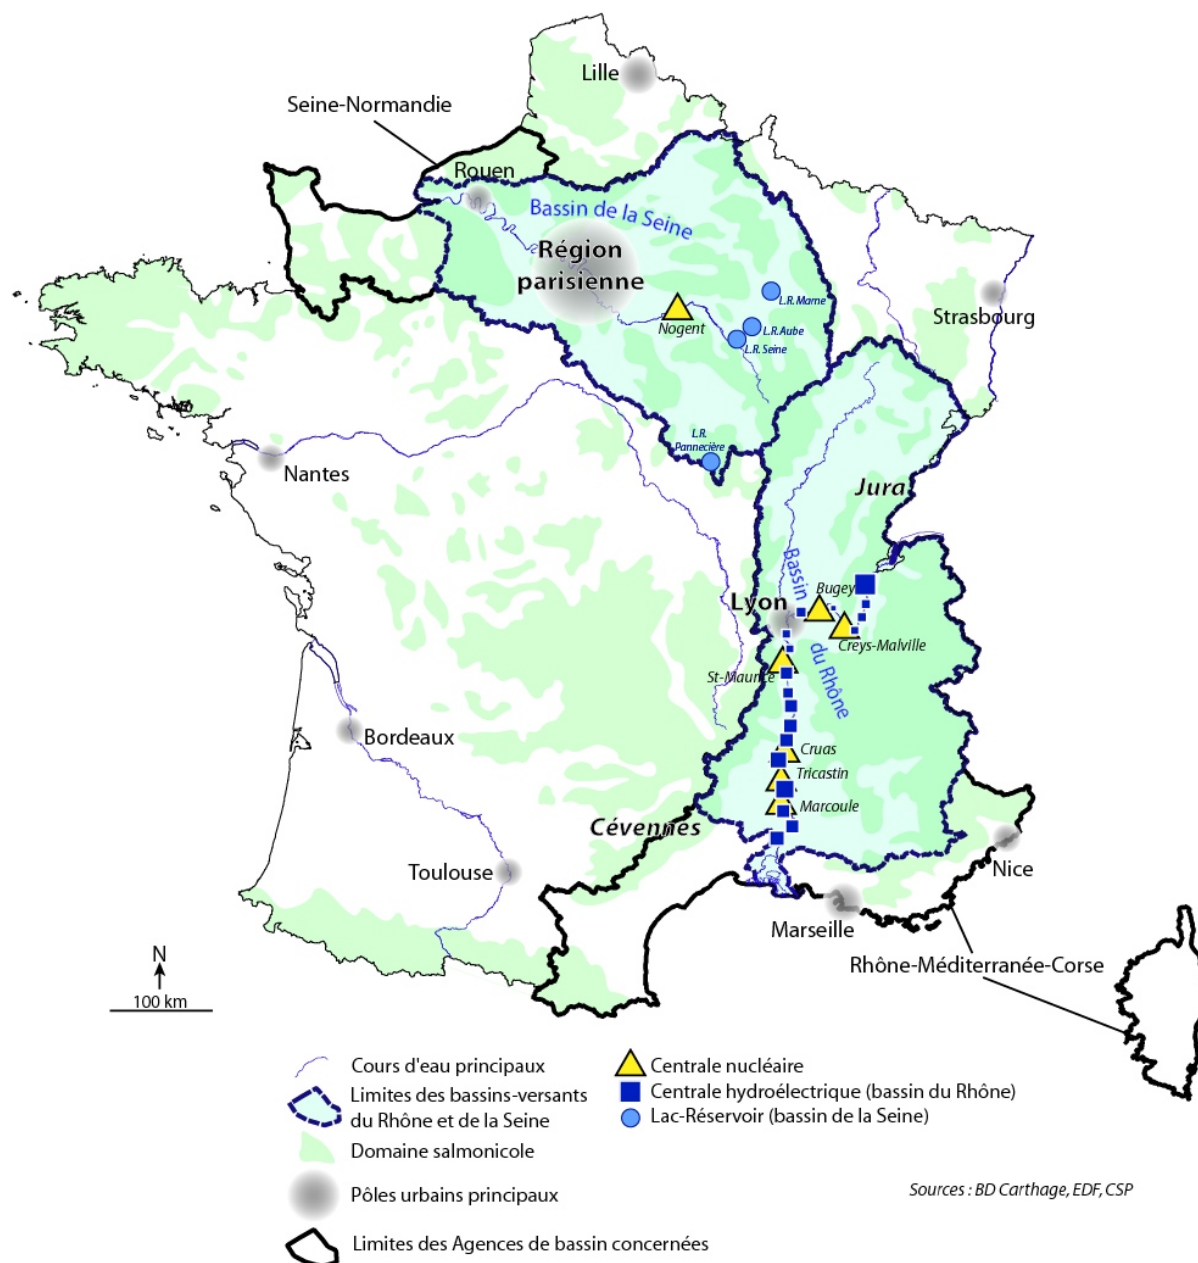 Lille
Seine-Normandie
Rouen
Bassin de la Seine
Région
parisienne
L.R. Marne
Strasbourg
Nogent
L.R. Aube
L.R. Seine
L.R.
Pannecière
Nantes
Jura
Bassin
du Rhône
Bugey
Lyon
Creys-Malville
St-Maurice
Bordeaux
Cruas
Tricastin
Marcoule
Cévennes
Toulouse
Nice
Marseille
Rhône-Méditerranée-Corse
N
100 km
Cours d'eau principaux
Limites des bassins-versants
du Rhône et de la Seine
Domaine salmonicole
Pôles urbains principaux
Limites des Agences de bassin concernées
Centrale nucléaire
Centrale hydroélectrique (bassin du Rhône)
Lac-Réservoir (bassin de la Seine)
Sources : BD Carthage, EDF, CSP